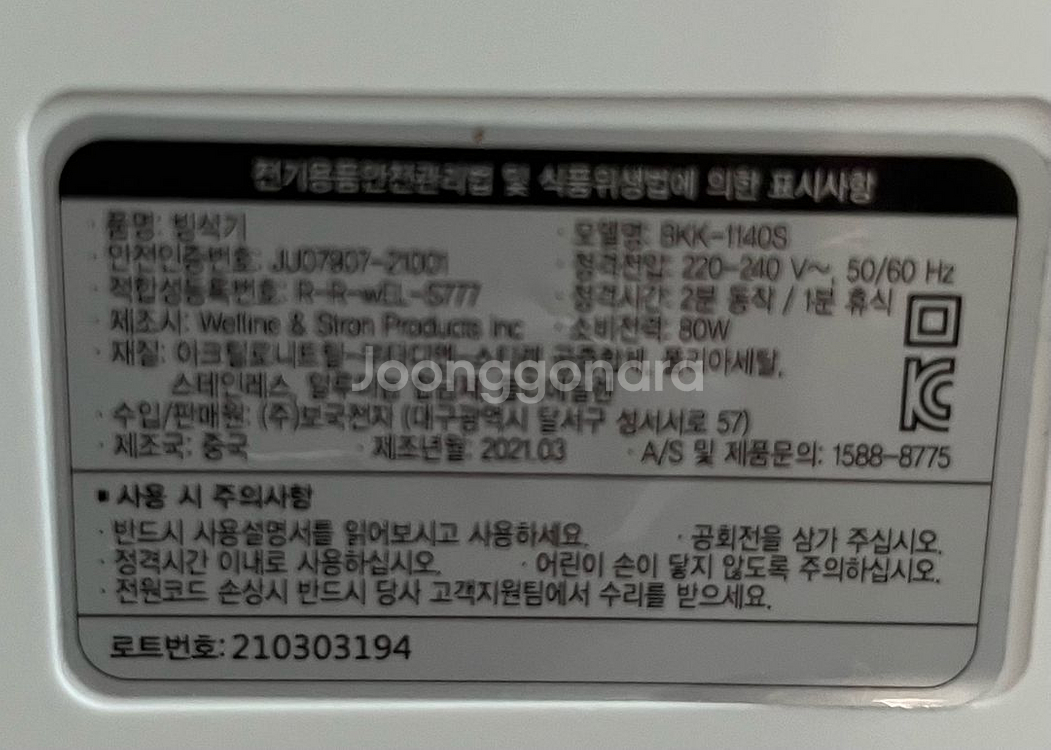 전기용품안전관리법 및 식품위생법에 의한 표시사항
· 품명: 빙석기 · 모델명: BKK-1140S
· 안전인증번호: JU07907-21001 · 정격전압: 220-240 V~, 50/60 Hz
· 적합성등록번호: R-R-wEL-S777 · 정격시간: 2분 동작 / 1분 휴식
· 제조사: Welline & Stron Products Inc · 소비전력: 80W
· 재질: 폴리아세탈,
스테인레스,
Joonggonara
· 수입/판매원: (주)보국전자 (대구광역시 달서구 성서서로 57)
· 제조국: 중국 · 제조년월: 2021.03 · A/S 및 제품문의: 1588-8775
▪ 사용 시 주의사항
· 반드시 사용설명서를 읽어보시고 사용하세요. · 공회전을 삼가 주십시오.
· 정격시간 이내로 사용하십시오. · 어린이 손이 닿지 않도록 주의하십시오.
· 전원코드 손상시 반드시 당사 고객지원팀에서 수리를 받으세요.
로트번호: 210303194